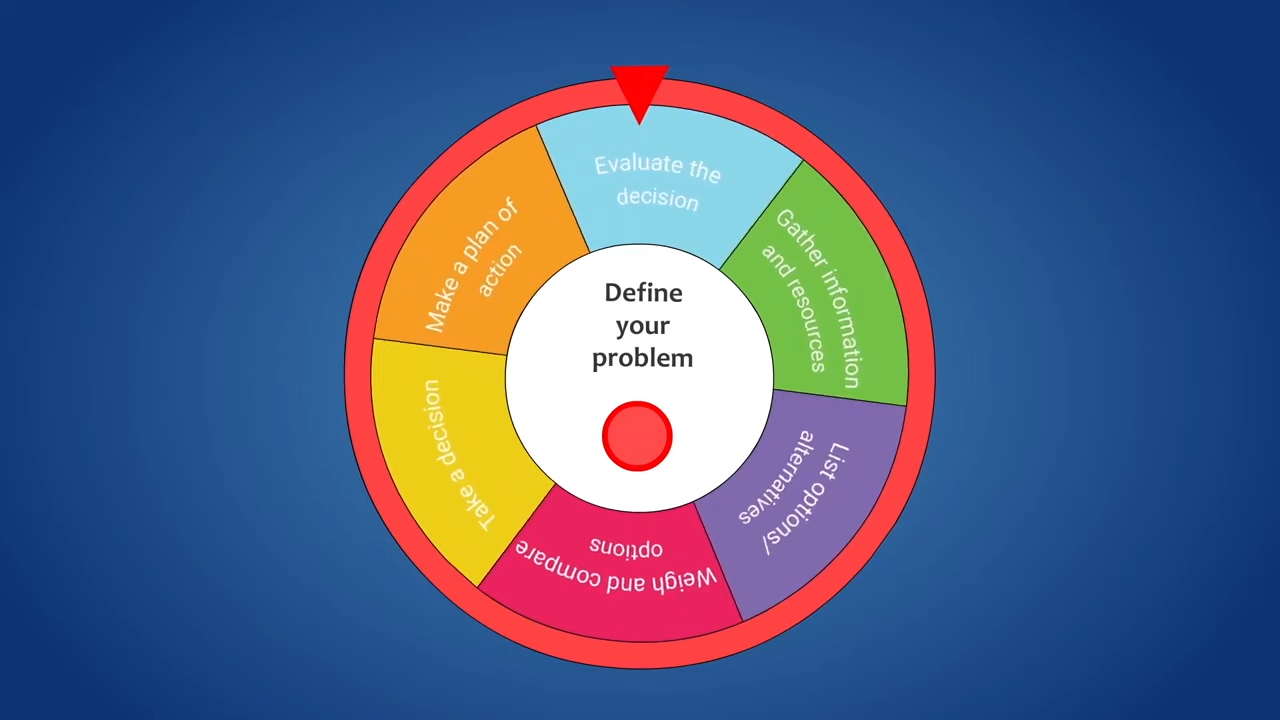 Define
your
problem
Evaluate the
decision
Gather information
and resources
List options/
alternatives
Weigh and compare
options
Take a decision
Make a plan of
action